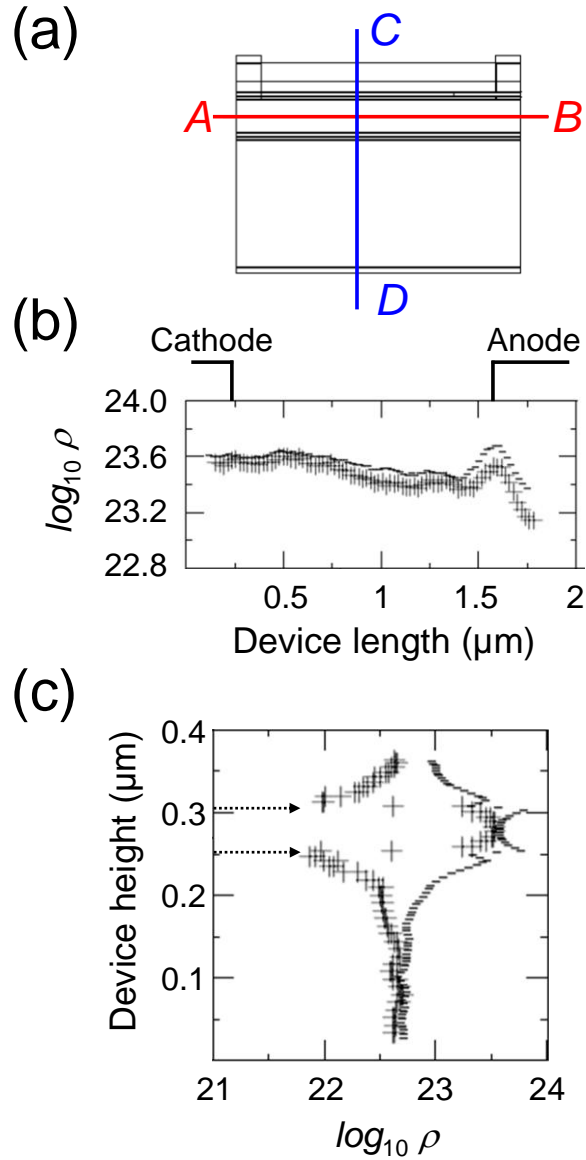 (a)
C
A
B
D
(b)
Cathode
Anode
24.0
23.6
23.2
22.8
log10 ρ
0.5
1
1.5
2
Device length (μm)
(c)
0.4
0.3
0.2
0.1
Device height (μm)
21
22
23
24
log10 ρ